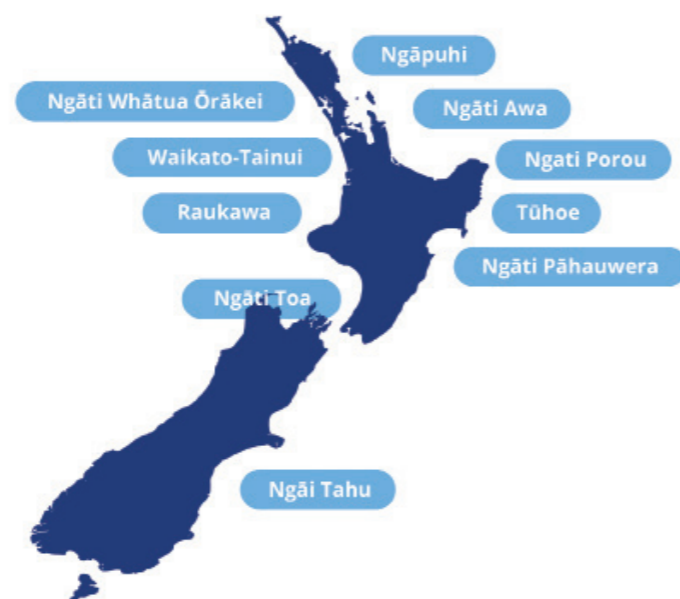 Ngāpuhi
Ngāti Whātua Ōrākei
Ngāti Awa
Waikato-Tainui
Ngati Porou
Raukawa
Tūhoe
Ngāti Pāhauwera
Ngāti Toa
Ngāi Tahu